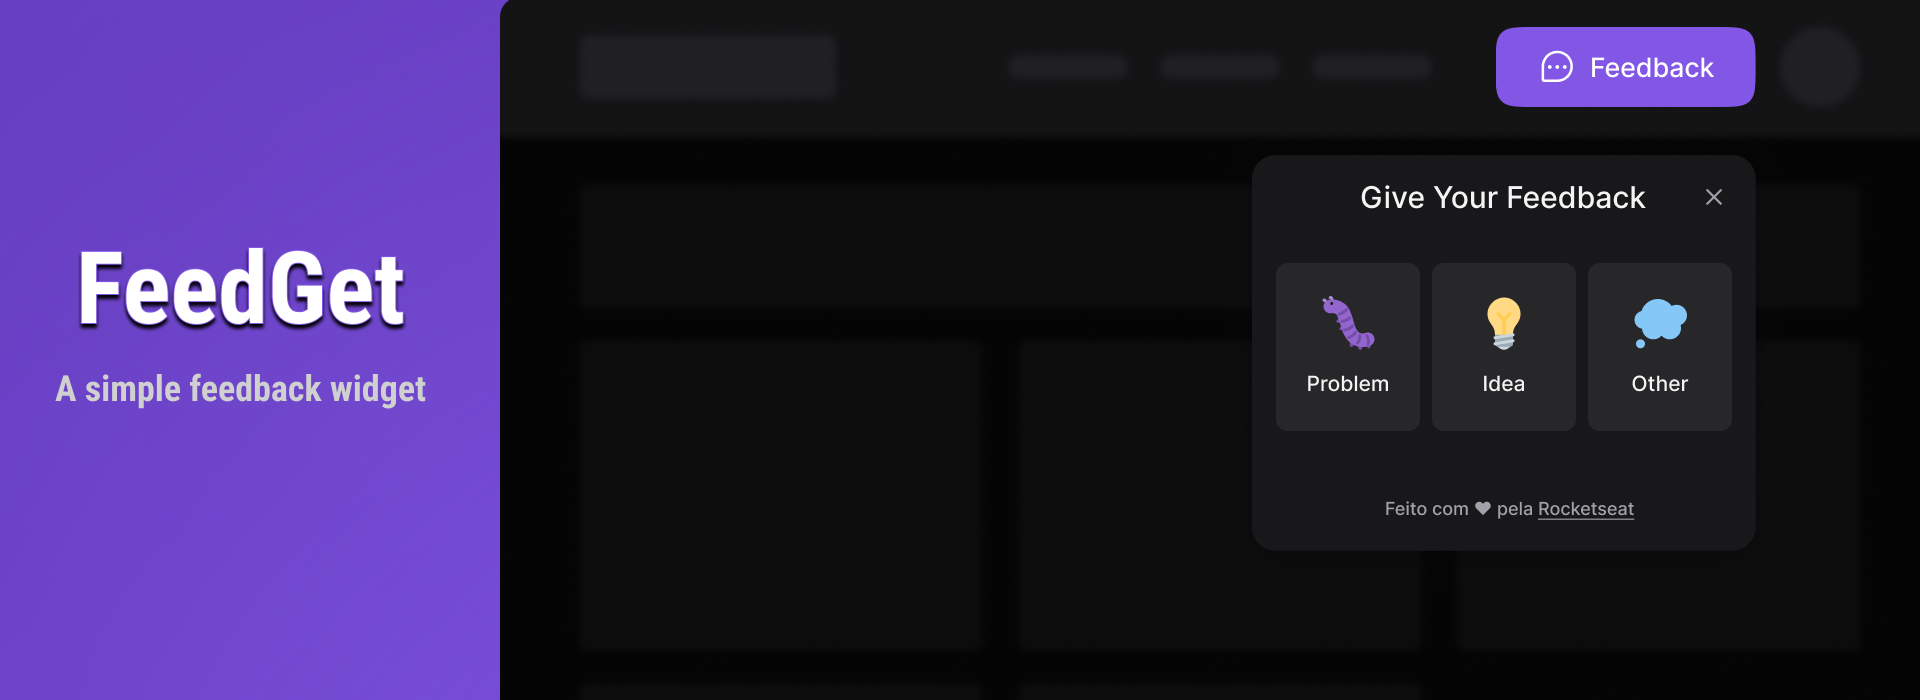 FeedGet
A simple feedback widget
Feedback
Give Your Feedback
Problem
Idea
Other
Feito com ♥ pela Rocketseat